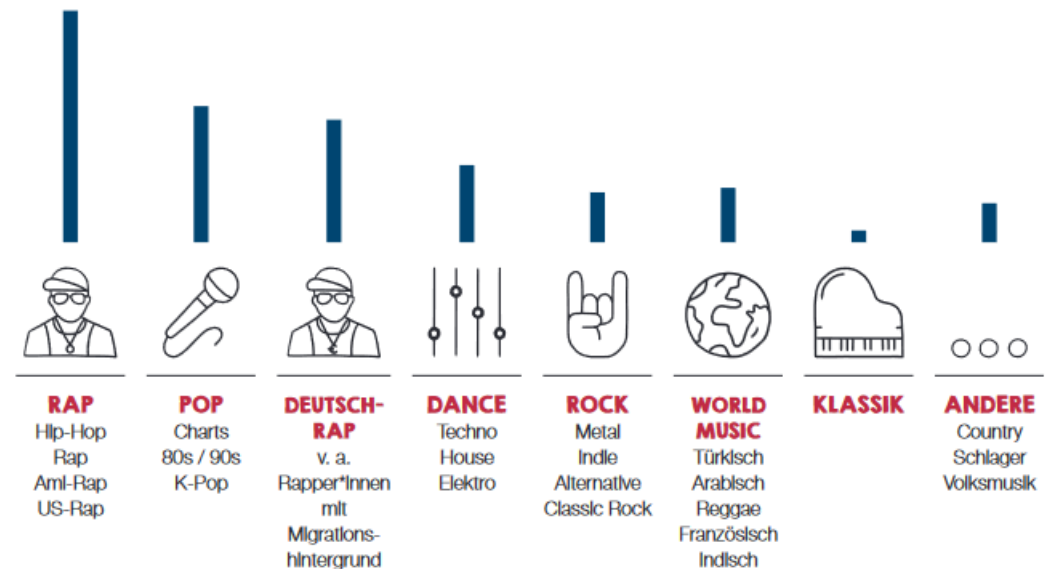 RAP
Hip-Hop
Rap
Ami-Rap
US-Rap
POP
Charts
80s / 90s
K-Pop
DEUTSCH-
RAP
v. a.
Rapper*innen
mit
Migrations-
hintergrund
DANCE
Techno
House
Elektro
ROCK
Metal
Indie
Alternative
Classic Rock
WORLD
MUSIC
Türkisch
Arabisch
Reggae
Französisch
Indisch
KLASSIK
ANDERE
Country
Schlager
Volksmusik